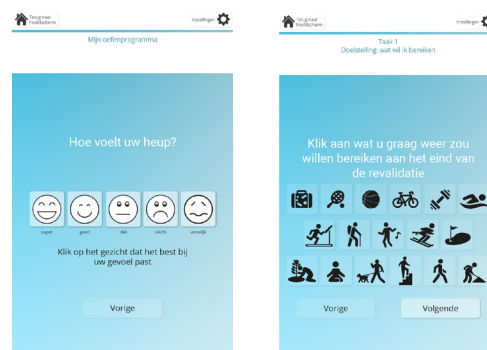 Terug naar
hoofdscherm
Instellingen
Mijn oefenprogramma
Hoe voelt uw heup?
super
goed
oké
slecht
vreselijk
Klik op het gezicht dat het best bij
uw gevoel past
Vorige
Terug naar
hoofdscherm
Instellingen
Taak 1
Doelstelling: wat wil ik bereiken
Klik aan wat u graag weer zou
willen bereiken aan het eind van
de revalidatie
Vorige
Volgende